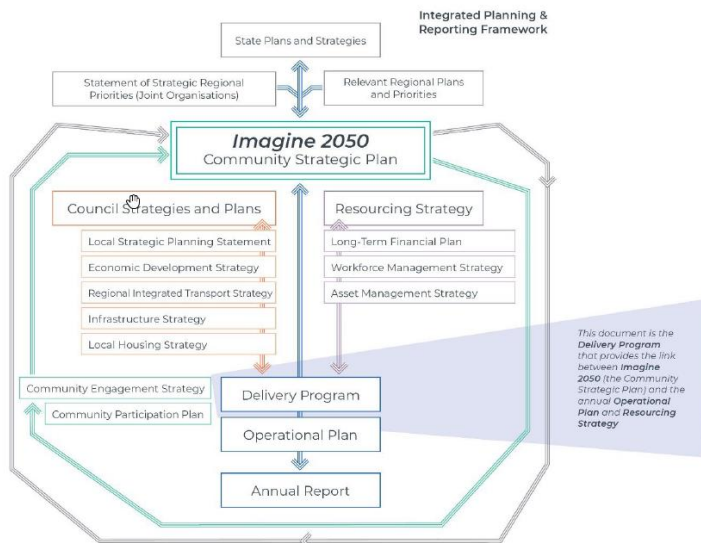 Integrated Planning &
Reporting Framework
State Plans and Strategies
Statement of Strategic Regional
Priorities (Joint Organisations)
Relevant Regional Plans
and Priorities
Imagine 2050
Community Strategic Plan
Council Strategies and Plans
Local Strategic Planning Statement
Economic Development Strategy
Regional Integrated Transport Strategy
Infrastructure Strategy
Local Housing Strategy
Resourcing Strategy
Long-Term Financial Plan
Workforce Management Strategy
Asset Management Strategy
This document is the
Delivery Program
that provides the link
between Imagine
2050 (the Community
Strategic Plan) and the
annual Operational
Plan and Resourcing
Strategy
Community Engagement Strategy
Community Participation Plan
Delivery Program
Operational Plan
Annual Report